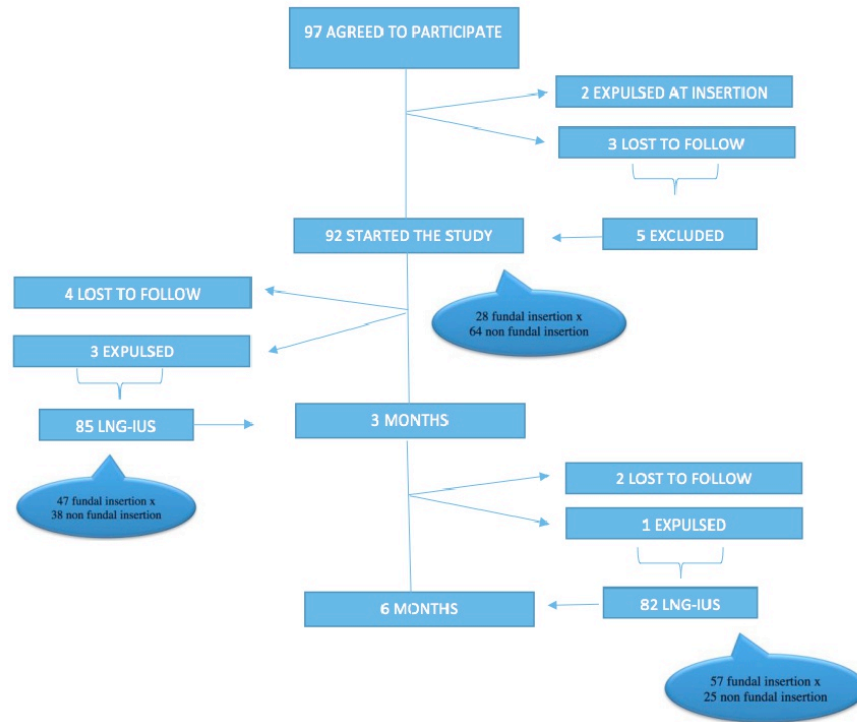 97 AGREED TO PARTICIPATE
2 EXPULSED AT INSERTION
3 LOST TO FOLLOW
92 STARTED THE STUDY
5 EXCLUDED
28 fundal insertion x
64 non fundal insertion
4 LOST TO FOLLOW
3 EXPULSED
85 LNG-IUS
3 MONTHS
47 fundal insertion x
38 non fundal insertion
2 LOST TO FOLLOW
1 EXPULSED
6 MONTHS
82 LNG-IUS
57 fundal insertion x
25 non fundal insertion